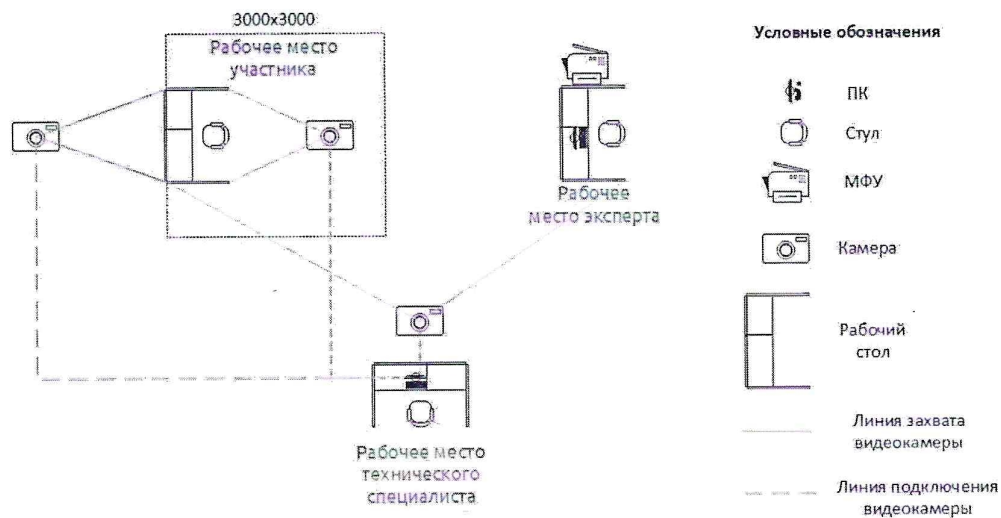 3000х3000
Рабочее место
участника
Рабочее
место эксперта
Рабочее место
технического
специалиста
Условные обозначения
ПК
Стул
МФУ
Камера
Рабочий
стол
Линия захвата
видеокамеры
Линия подключения
видеокамеры